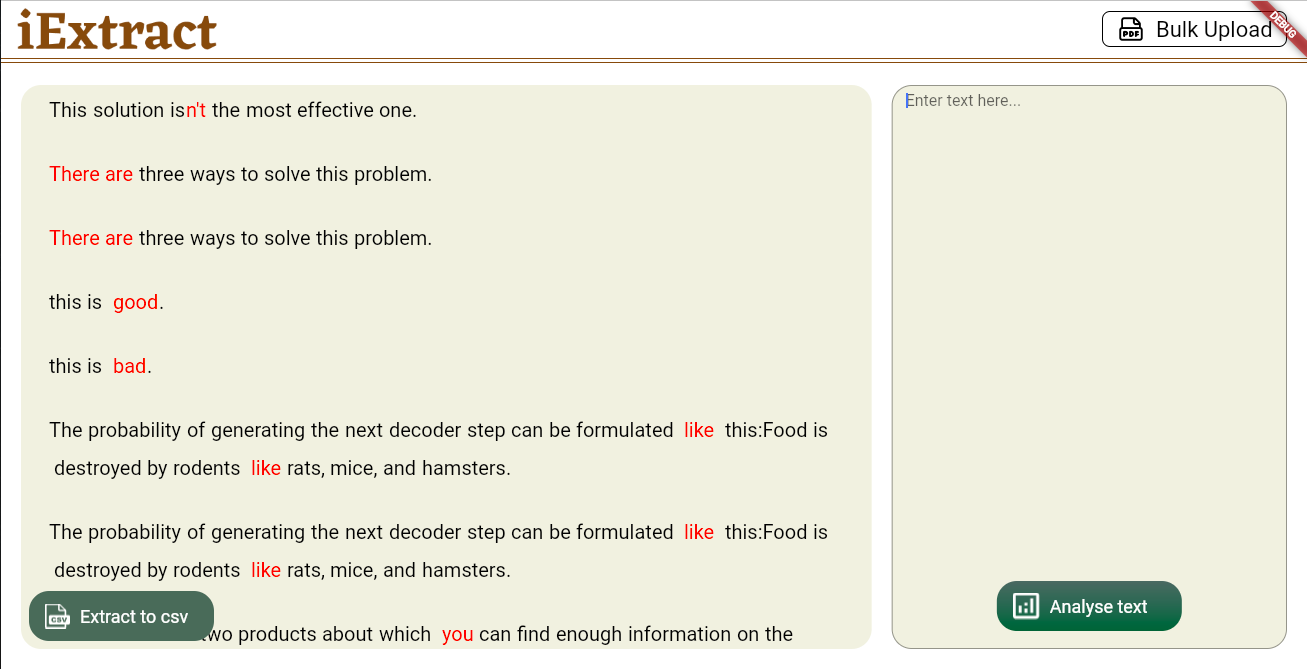 iExtract
Bulk Upload
DEBUG
This solution isn't the most effective one.
There are three ways to solve this problem.
There are three ways to solve this problem.
this is good.
this is bad.
The probability of generating the next decoder step can be formulated like this:Food is
destroyed by rodents like rats, mice, and hamsters.
The probability of generating the next decoder step can be formulated like this:Food is
destroyed by rodents like rats, mice, and hamsters.
two products about which you can find enough information on the
Extract to csv
Enter text here...
Analyse text